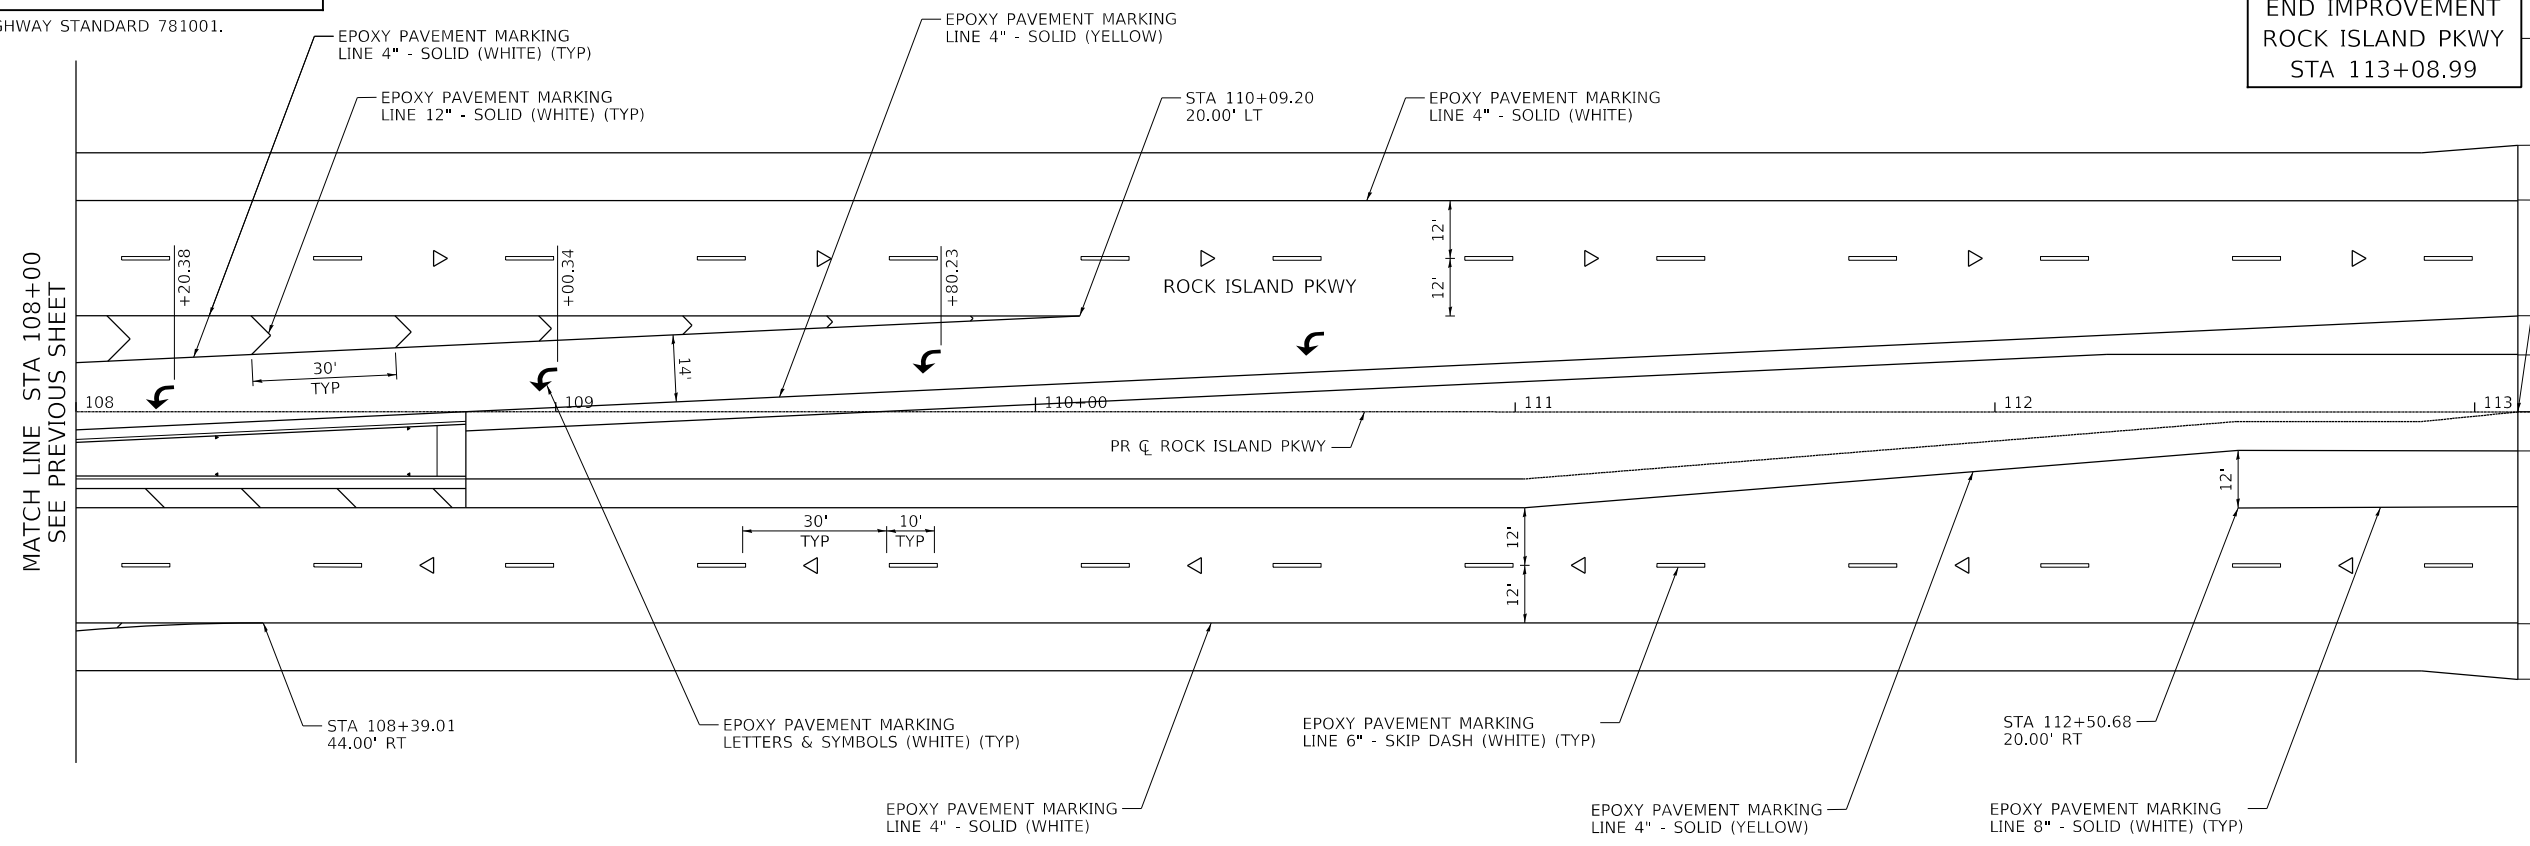 GHWAY STANDARD 781001.
EPOXY PAVEMENT MARKING
LINE 4" - SOLID (WHITE) (TYP)
EPOXY PAVEMENT MARKING
LINE 12" - SOLID (WHITE) (TYP)
EPOXY PAVEMENT MARKING
LINE 4" - SOLID (YELLOW)
STA 110+09.20
20.00' LT
EPOXY PAVEMENT MARKING
LINE 4" - SOLID (WHITE)
END IMPROVEMENT
ROCK ISLAND PKWY
STA 113+08.99
MATCH LINE STA 108+00
SEE PREVIOUS SHEET
+20.38
+00.34
+80.23
12'
12'
ROCK ISLAND PKWY
30'
TYP
14'
108
109
110+00
111
112
113
PR ℄ ROCK ISLAND PKWY
30'
TYP
10'
TYP
12'
12'
12'
STA 108+39.01
44.00' RT
EPOXY PAVEMENT MARKING
LETTERS & SYMBOLS (WHITE) (TYP)
EPOXY PAVEMENT MARKING
LINE 6" - SKIP DASH (WHITE) (TYP)
STA 112+50.68
20.00' RT
EPOXY PAVEMENT MARKING
LINE 4" - SOLID (WHITE)
EPOXY PAVEMENT MARKING
LINE 4" - SOLID (YELLOW)
EPOXY PAVEMENT MARKING
LINE 8" - SOLID (WHITE) (TYP)